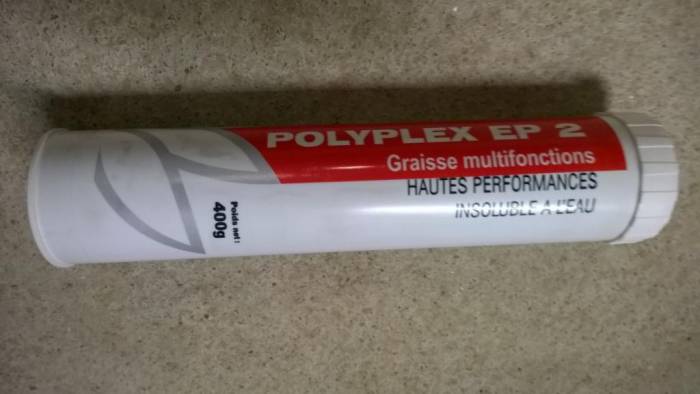 POLYPLEX EP 2
Graisse multifonctions
HAUTES PERFORMANCES
INSOLUBLE A L'EAU
Poids net :
400g